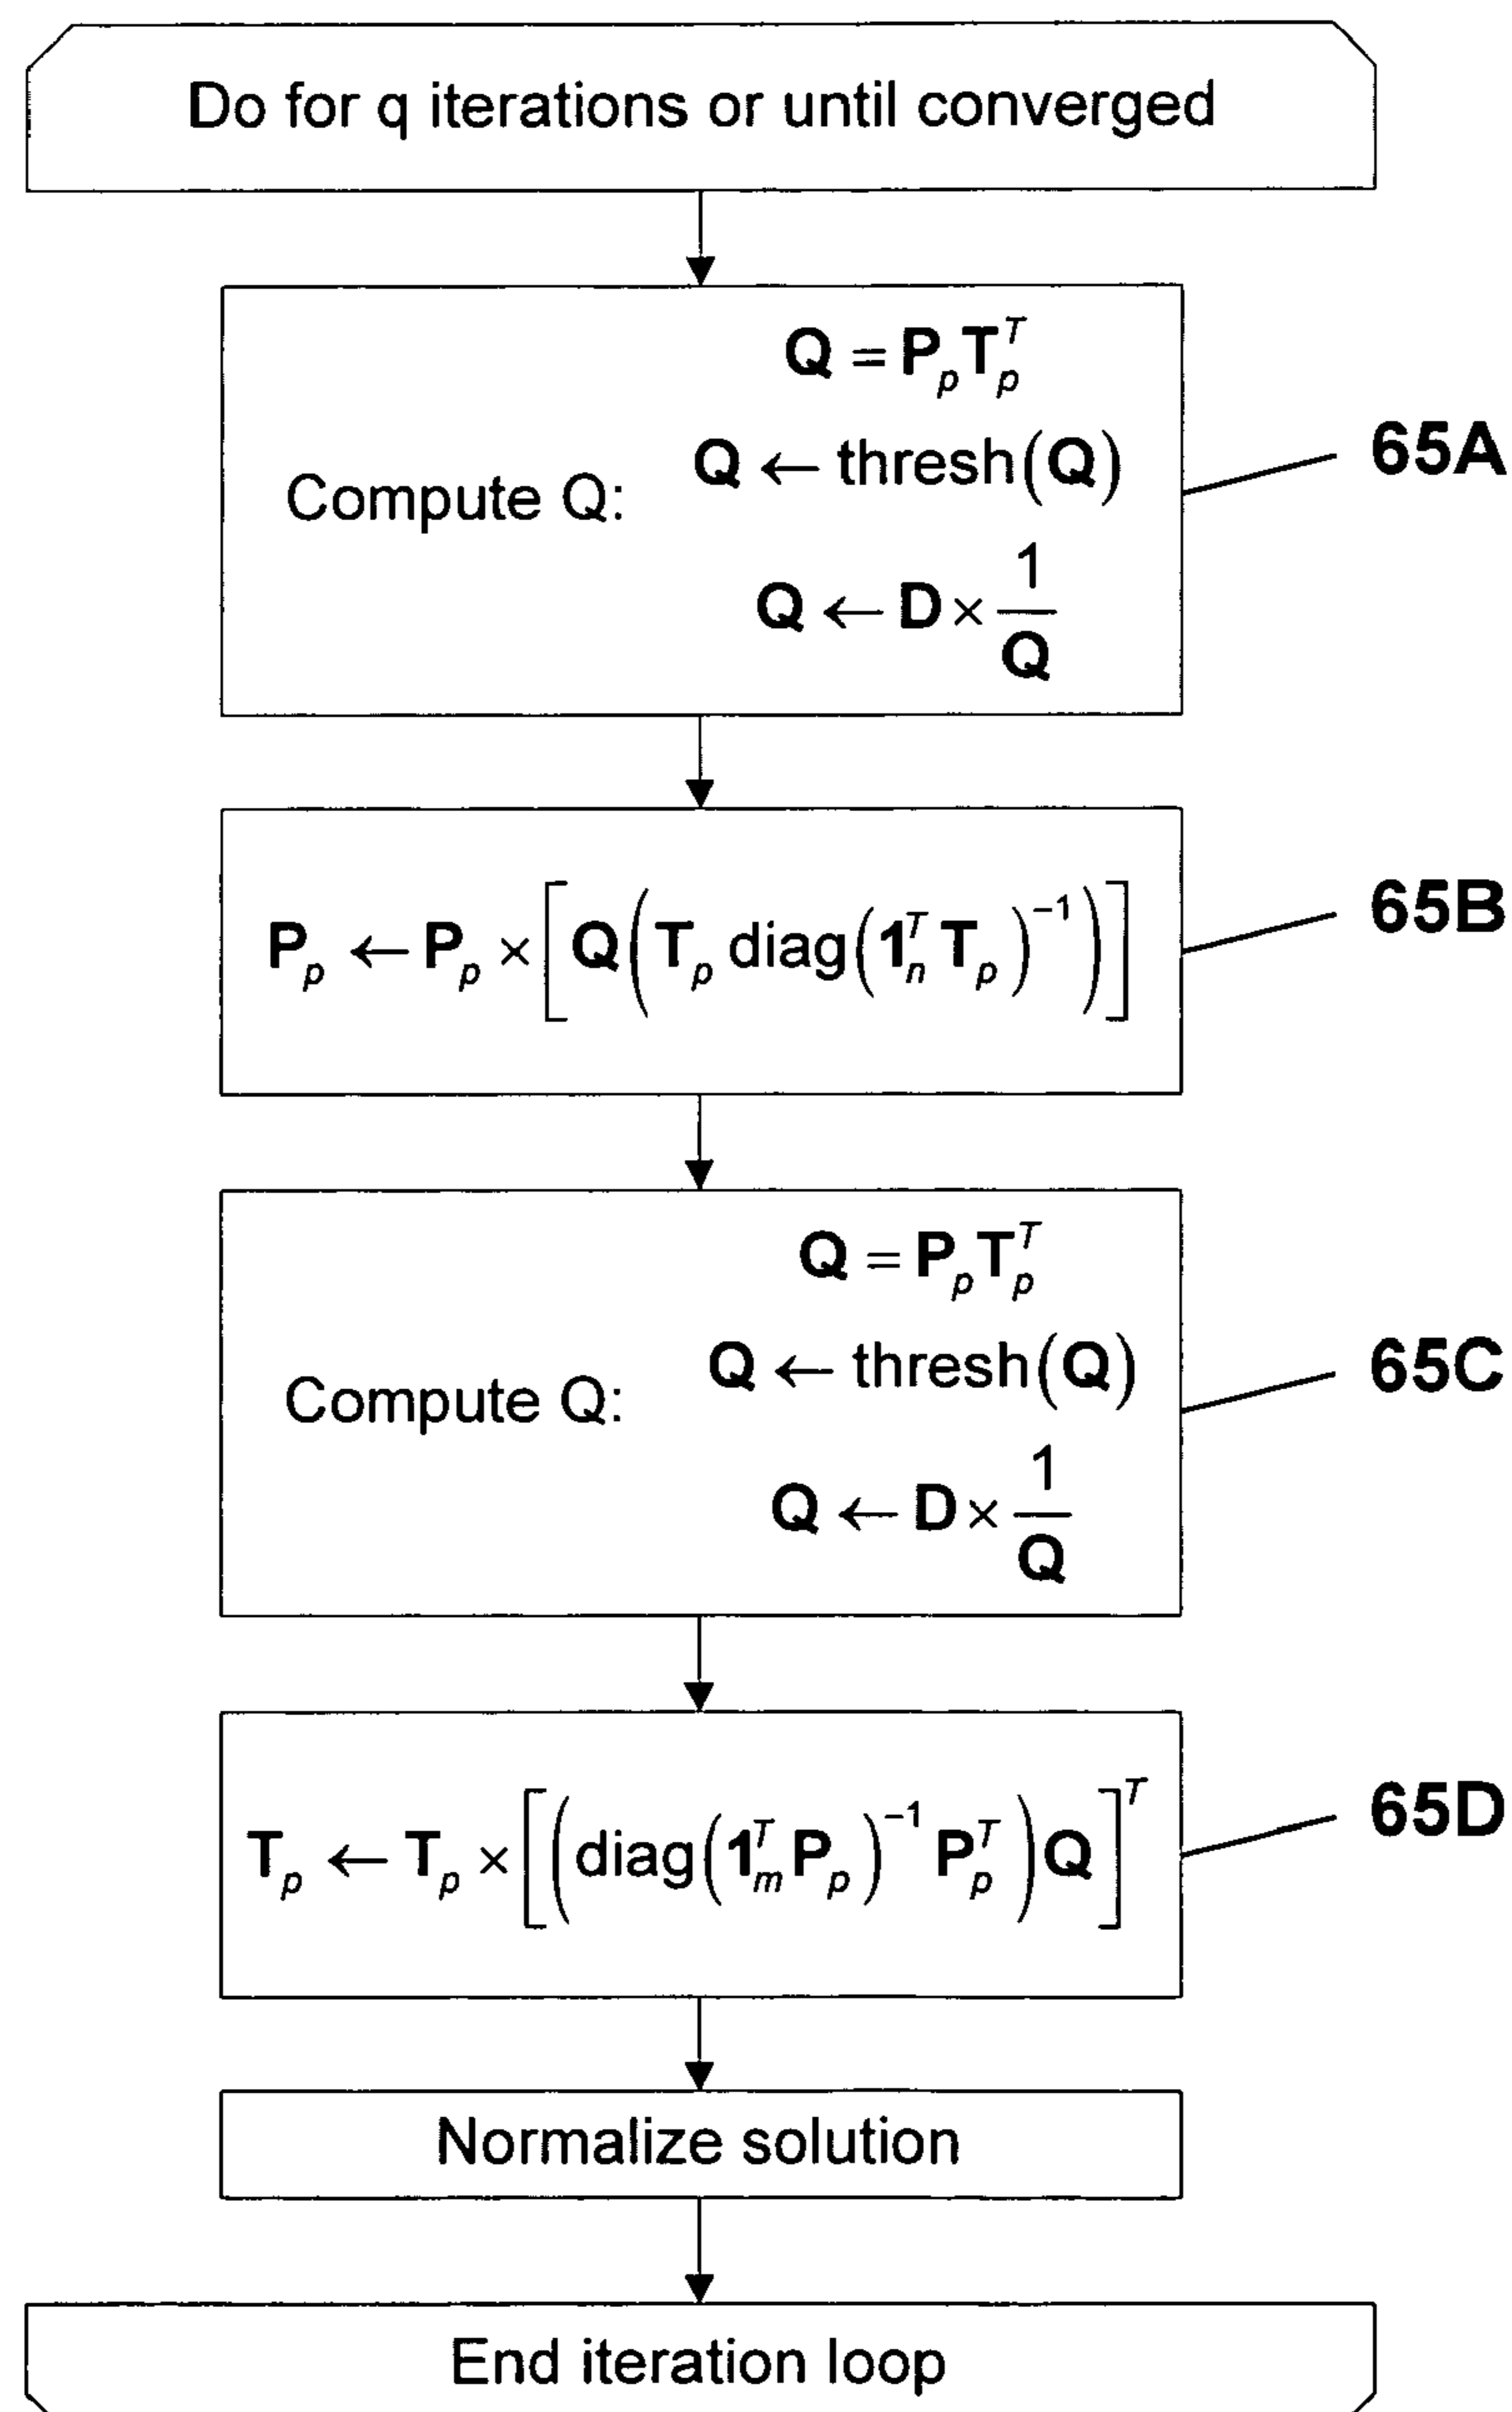 Do for q iterations or until converged
Q = P_p T_p^T
Q ← thresh(Q)
65A
Compute Q:
Q ← D × 1/Q
P_p ← P_p × [Q(T_p diag(1_n^T T_p)^-1)]
65B
Q = P_p T_p^T
Q ← thresh(Q)
65C
Compute Q:
Q ← D × 1/Q
T_p ← T_p × [(diag(1_m^T P_p)^-1 P_p^T)Q]^T
65D
Normalize solution
End iteration loop